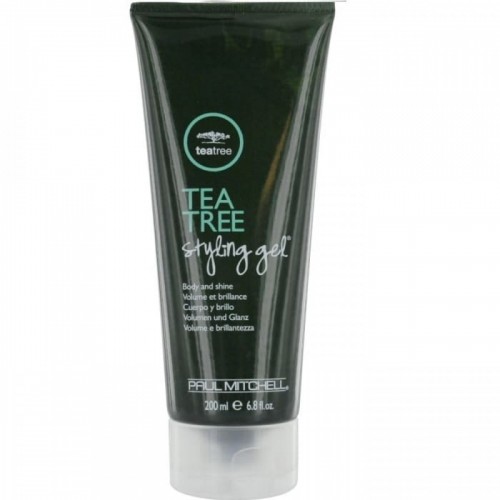 teatree
TEA
TREE
styling gel®
Body and shine
Volume et brillance
Cuerpo y brillo
Volumen und Glanz
Volume e brillantezza
PAUL MITCHELL®
200 ml ℮ 6.8 fl. oz.